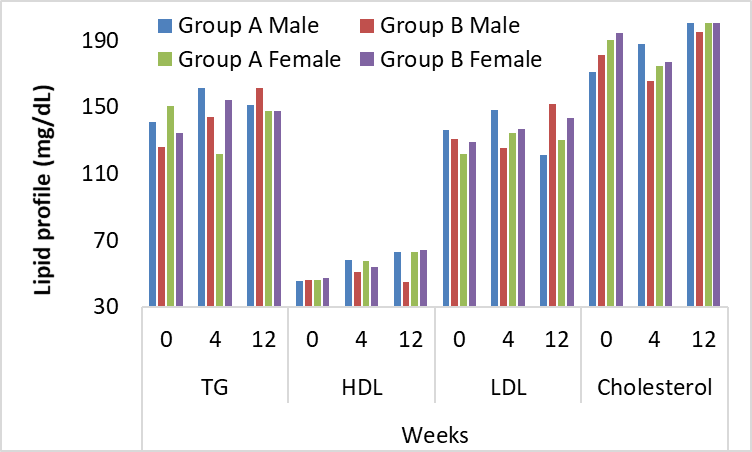 Group A Male Group B Male
Group A Female Group B Female
Lipid profile (mg/dL)
190
150
110
70
30
0 4 12 0 4 12 0 4 12 0 4 12
TG HDL LDL Cholesterol
Weeks